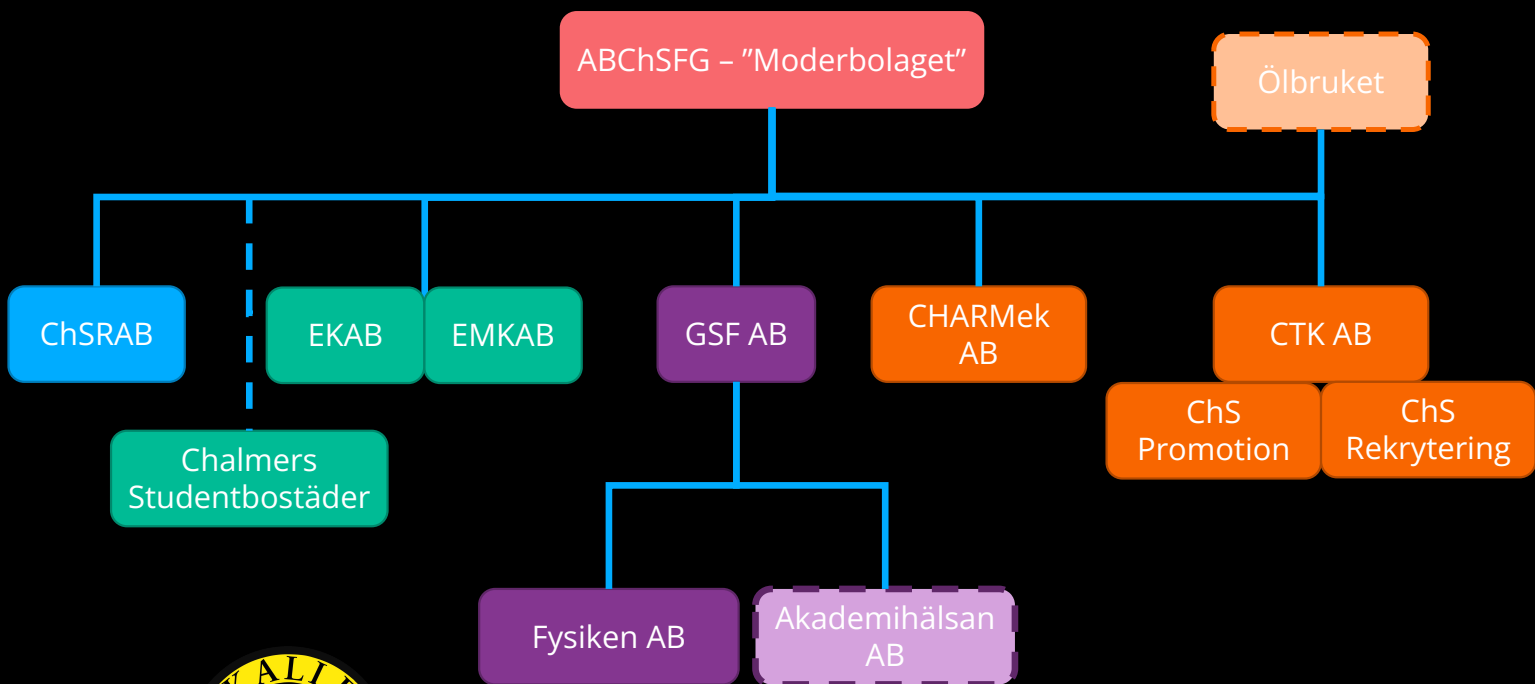 ABChSFG – ”Moderbolaget”
Ölbruket
ChSRAB
EKAB
EMKAB
GSF AB
CHARMek
AB
CTK AB
ChS
Promotion
ChS
Rekrytering
Chalmers
Studentbostäder
Fysiken AB
Akademihälsan
AB